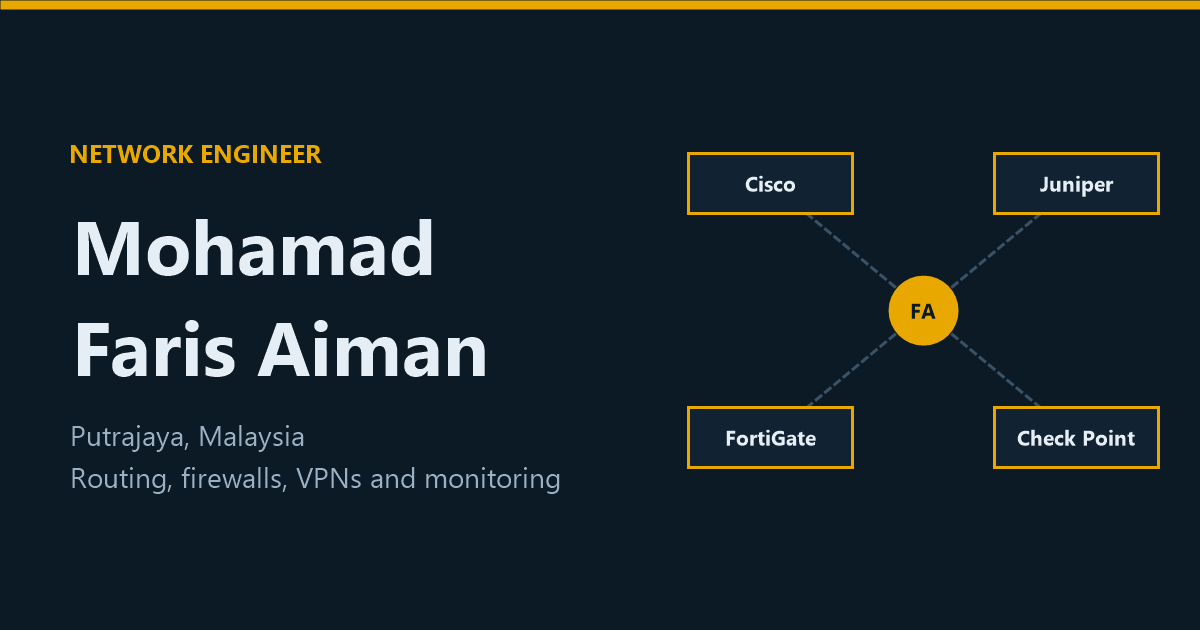 NETWORK ENGINEER
Mohamad
Faris Aiman
Putrajaya, Malaysia
Routing, firewalls, VPNs and monitoring
Cisco
Juniper
FA
FortiGate
Check Point